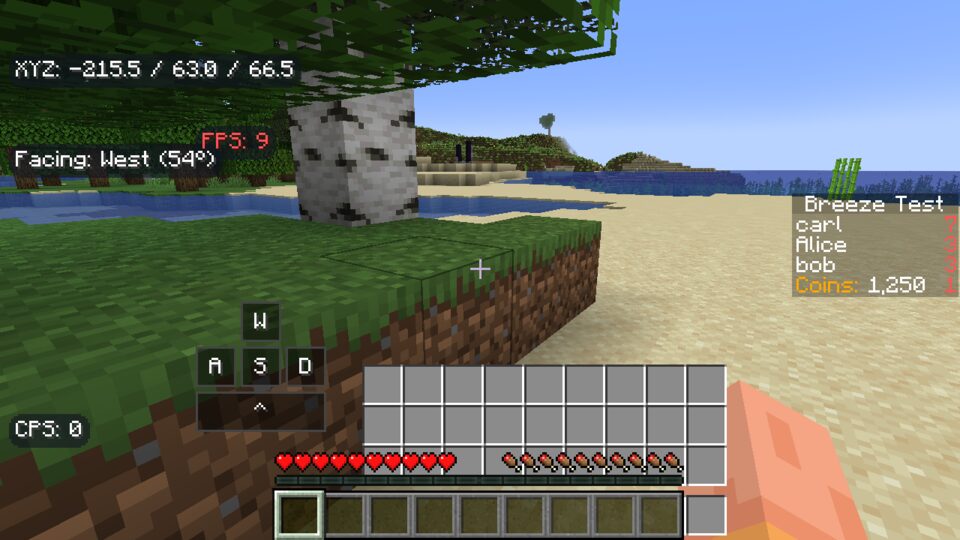 XYZ: -215.5 / 63.0 / 66.5
FPS: 9
Facing: West (54º)
Breeze Test
carl
Alice
bob
Coins: 1,250
W
A S D
^
CPS: 0